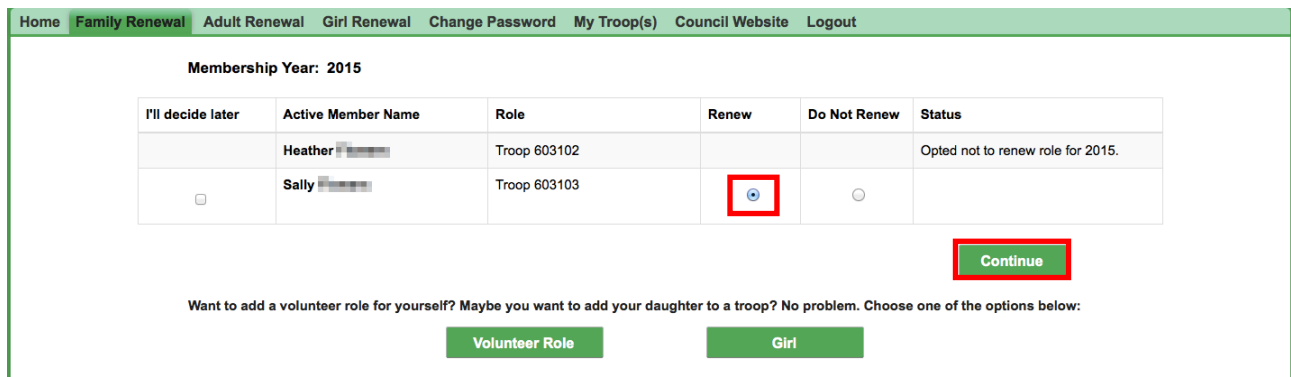 Home Family Renewal Adult Renewal Girl Renewal Change Password My Troop(s) Council Website Logout
Membership Year: 2015
I'll decide later Active Member Name Role Renew Do Not Renew Status
Heather Troop 603102 Opted not to renew role for 2015.
Sally Troop 603103
Continue
Want to add a volunteer role for yourself? Maybe you want to add your daughter to a troop? No problem. Choose one of the options below:
Volunteer Role Girl